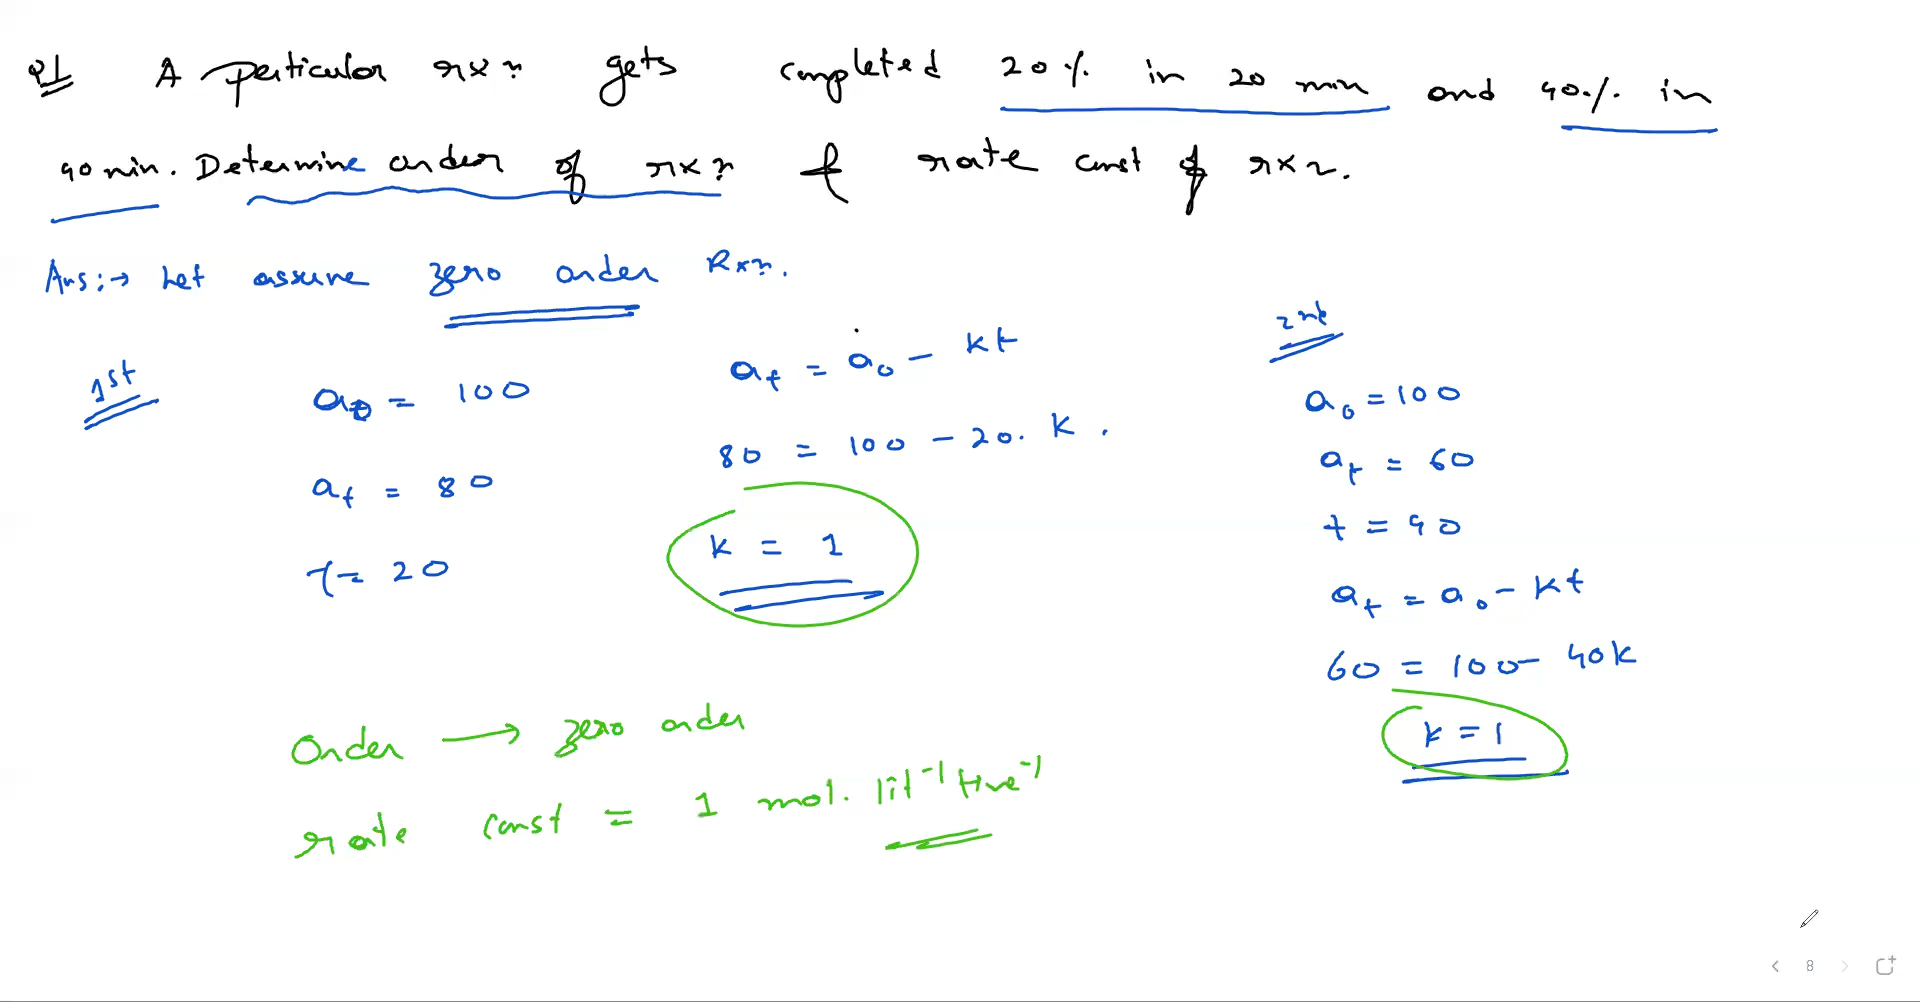 Q1 A perticular rxn gets completed 20% in 20 min and 40% in
40 min. Determine order of rxn & rate const of rxn.
Ans:→ Let assume zero order Rxn.
1st
a₀ = 100
aₜ = 80
t = 20
aₜ = a₀ - kt
80 = 100 - 20. k.
k = 1
2nd
a₀ = 100
aₜ = 60
t = 40
aₜ = a₀ - kt
60 = 100 - 40k
k = 1
Order → zero order
rate const = 1 mol. lit⁻¹ time⁻¹
8